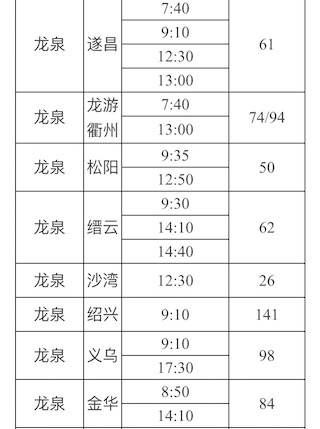 7:40
9:10
龙泉 遂昌 61
12:30
13:00
龙泉 龙游 7:40 74/94
衢州 13:00
龙泉 松阳 9:35 50
12:50
9:30
龙泉 缙云 14:10 62
14:40
龙泉 沙湾 12:30 26
龙泉 绍兴 9:10 141
龙泉 义乌 9:10 98
17:30
龙泉 金华 8:50 84
14:10